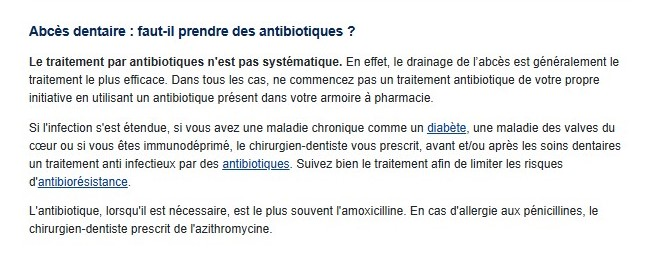 Abcès dentaire : faut-il prendre des antibiotiques ?
Le traitement par antibiotiques n'est pas systématique. En effet, le drainage de l'abcès est généralement le
traitement le plus efficace. Dans tous les cas, ne commencez pas un traitement antibiotique de votre propre
initiative en utilisant un antibiotique présent dans votre armoire à pharmacie.
Si l'infection s'est étendue, si vous avez une maladie chronique comme un diabète, une maladie des valves du
cœur ou si vous êtes immunodéprimé, le chirurgien-dentiste vous prescrit, avant et/ou après les soins dentaires
un traitement anti infectieux par des antibiotiques. Suivez bien le traitement afin de limiter les risques
d'antibiorésistance.
L'antibiotique, lorsqu'il est nécessaire, est le plus souvent l'amoxicilline. En cas d'allergie aux pénicillines, le
chirurgien-dentiste prescrit de l'azithromycine.